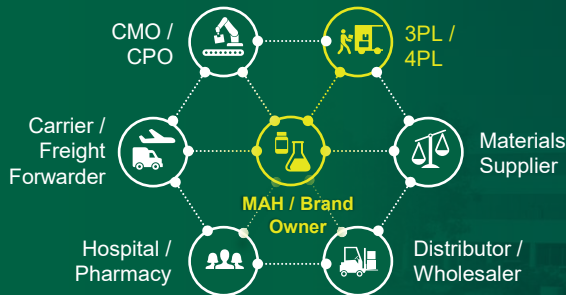 CMO /
CPO
3PL /
4PL
Carrier /
Freight
Forwarder
Materials
Supplier
MAH / Brand
Owner
Hospital /
Pharmacy
Distributor /
Wholesaler